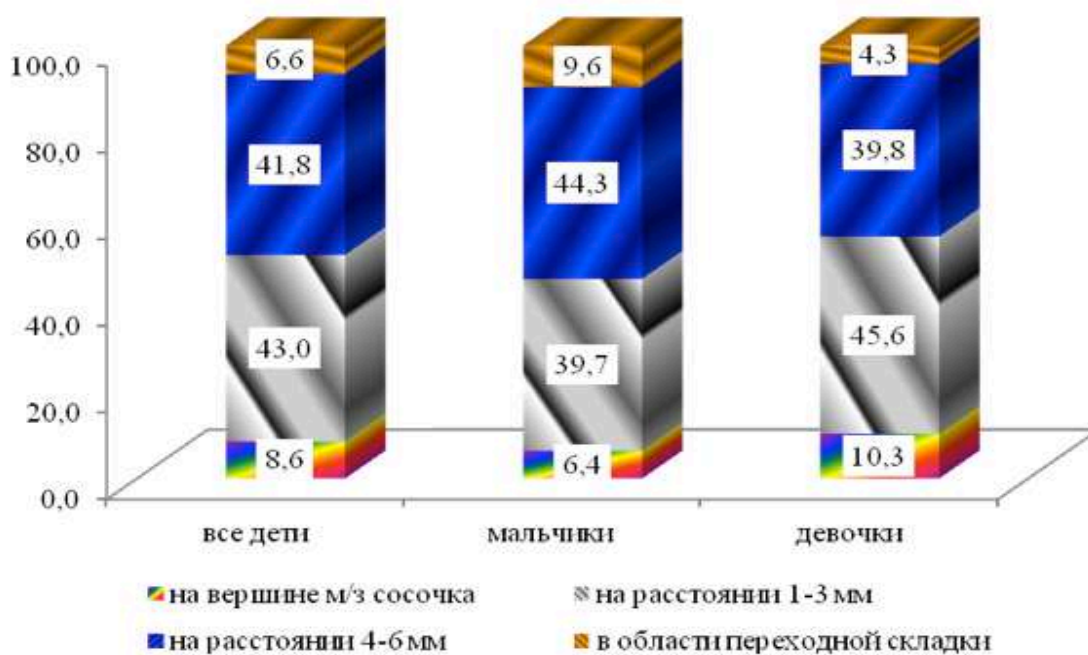 100,0
80,0
60,0
40,0
20,0
0,0
6,6
41,8
43,0
8,6
9,6
44,3
39,7
6,4
4,3
39,8
45,6
10,3
все дети
мальчики
девочки
на вершине м/з сосочка
на расстоянии 1-3 мм
на расстоянии 4-6 мм
в области переходной складки